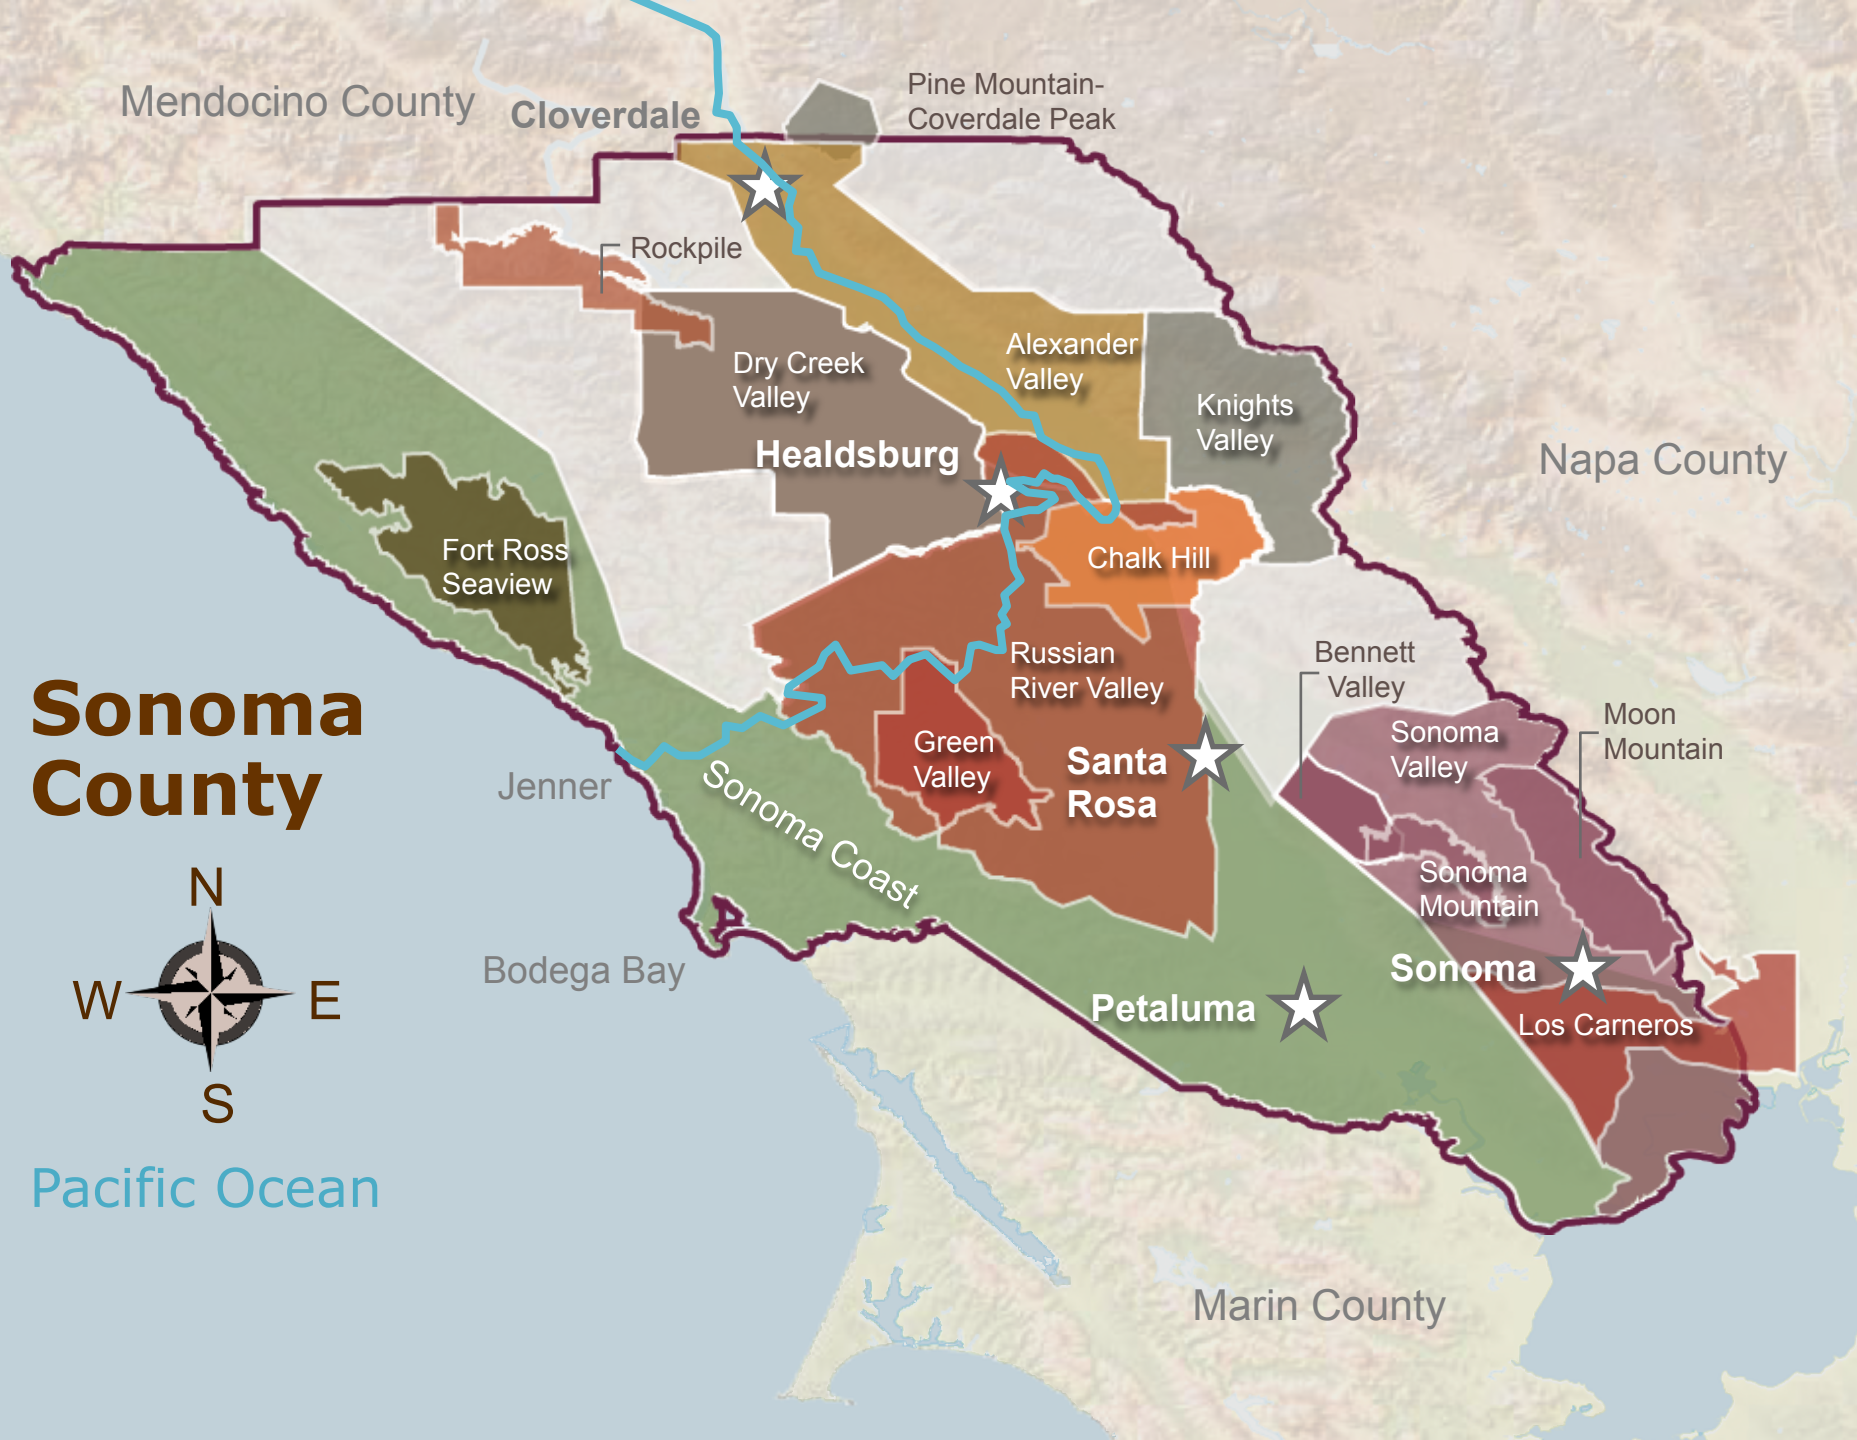 Pine Mountain-
Coverdale Peak
Mendocino County
Cloverdale
Rockpile
Dry Creek
Valley
Alexander
Valley
Knights
Valley
Healdsburg
Napa County
Fort Ross
Seaview
Chalk Hill
Russian
River Valley
Bennett
Valley
Sonoma
County
Sonoma
Valley
Moon
Mountain
Green
Valley
Santa
Rosa
Jenner
Sonoma Coast
Sonoma
Mountain
N
W
E
S
Bodega Bay
Sonoma
Petaluma
Los Carneros
Pacific Ocean
Marin County